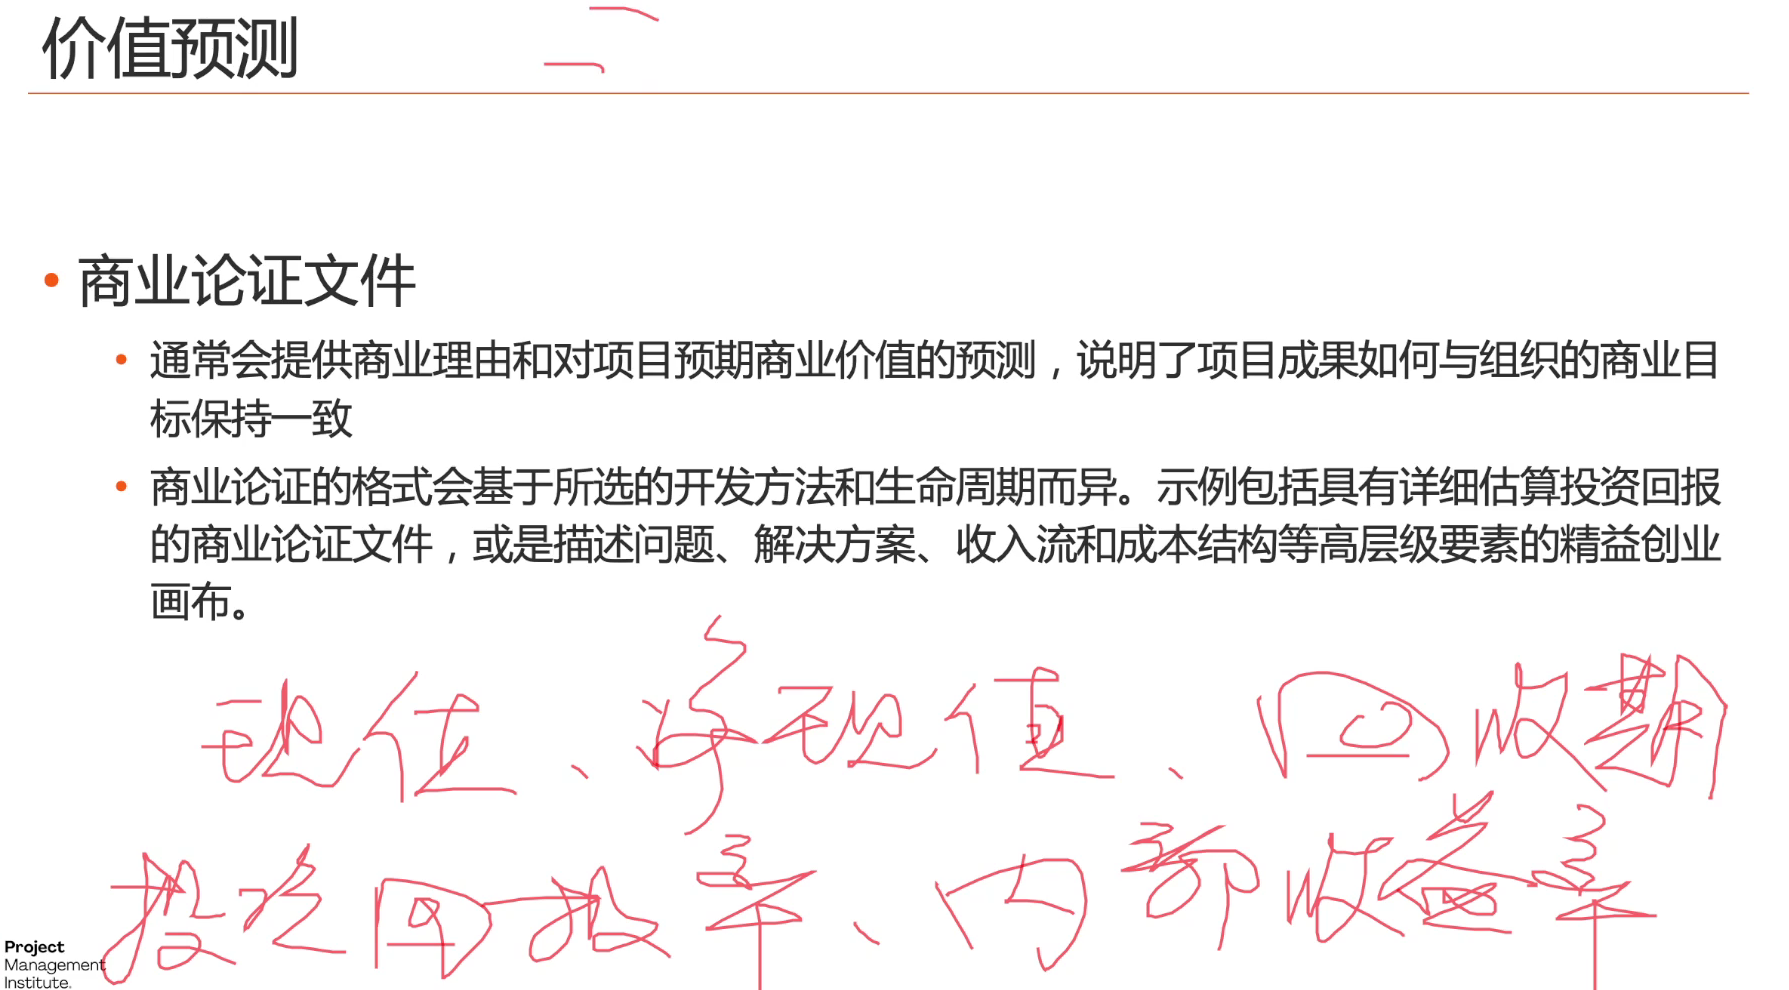 价值预测
• 商业论证文件
• 通常会提供商业理由和对项目预期商业价值的预测，说明了项目成果如何与组织的商业目
标保持一致
• 商业论证的格式会基于所选的开发方法和生命周期而异。示例包括具有详细估算投资回报
的商业论证文件，或是描述问题、解决方案、收入流和成本结构等高层级要素的精益创业
画布。
现值、净现值、回收期
投资回报率、内部收益率
Project
Management
Institute.